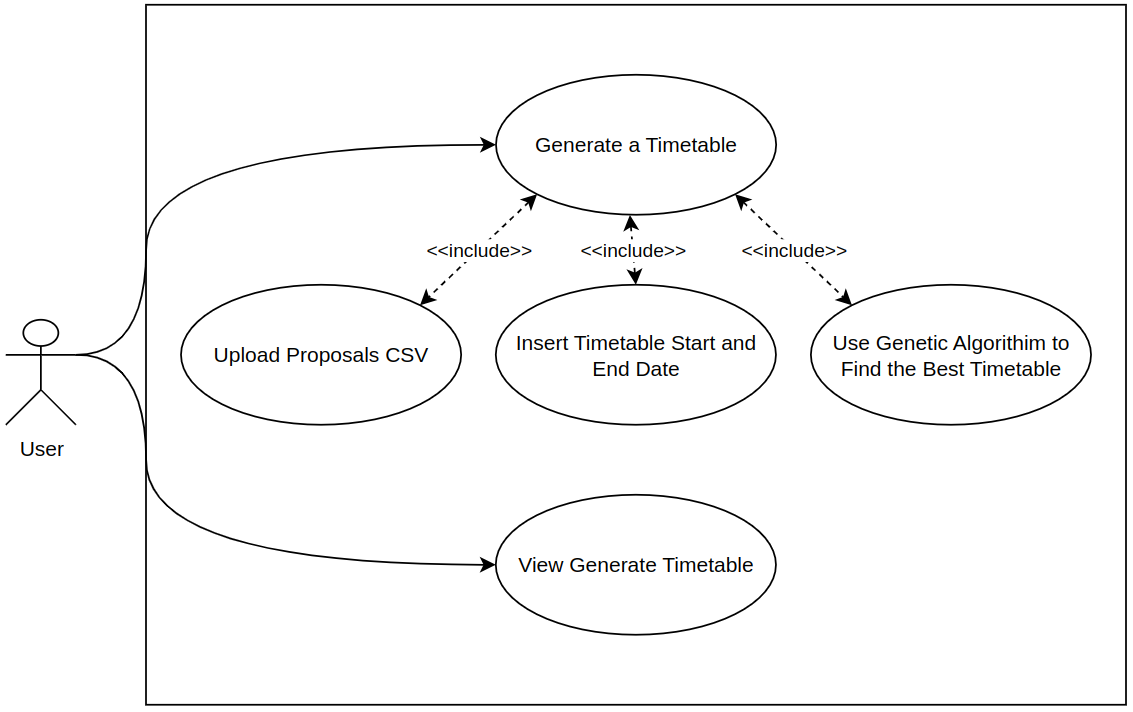 Generate a Timetable
<<include>>
<<include>>
<<include>>
Upload Proposals CSV
Insert Timetable Start and
End Date
Use Genetic Algorithim to
Find the Best Timetable
User
View Generate Timetable